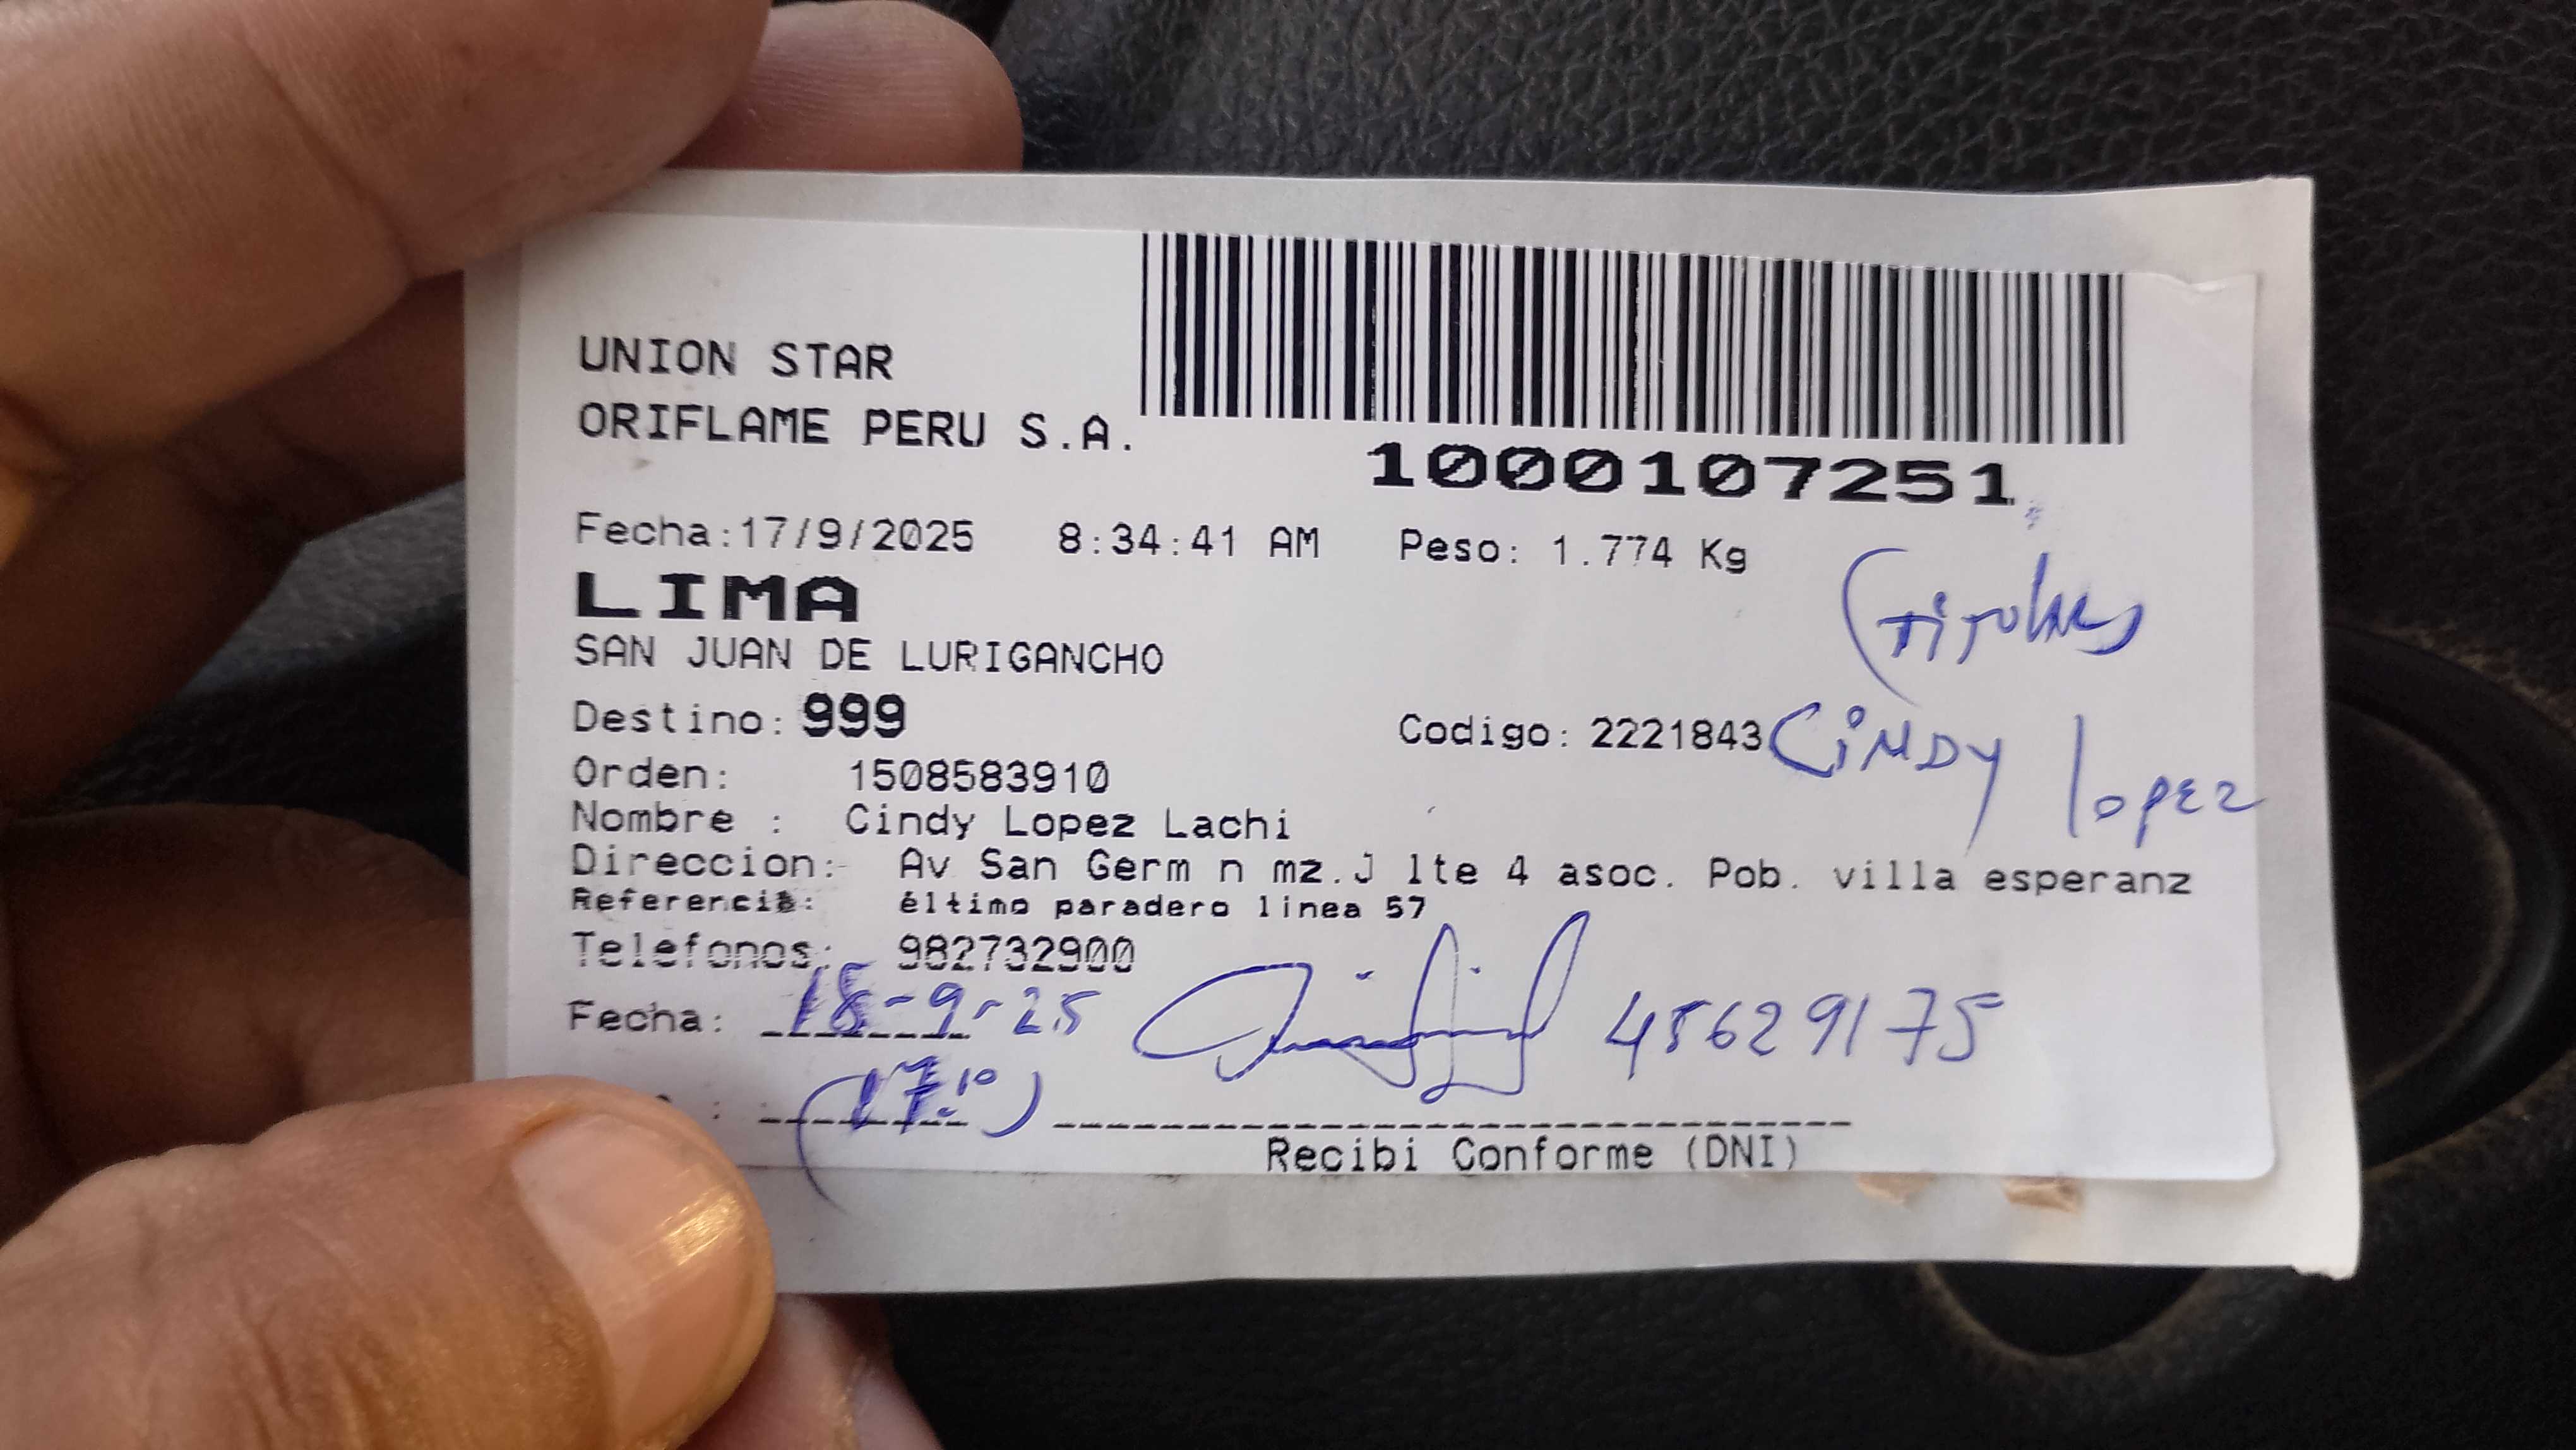 UNION STAR
ORIFLAME PERU S.A.
1000107251
Fecha:17/9/2025 8:34:41 AM Peso: 1.774 Kg
LIMA
(Titular)
SAN JUAN DE LURIGANCHO
Destino: 999 Codigo: 2221843 CiNDy lopez
Orden: 1508583910
Nombre : Cindy Lopez Lachi
Direccion: Av San Germ n mz.J lte 4 asoc. Pob. villa esperanz
Referencia: éltimo paradero linea 57
Telefonos: 982732900
Fecha: 18-9-25 45629175
: (17:10)
Recibi Conforme (DNI)